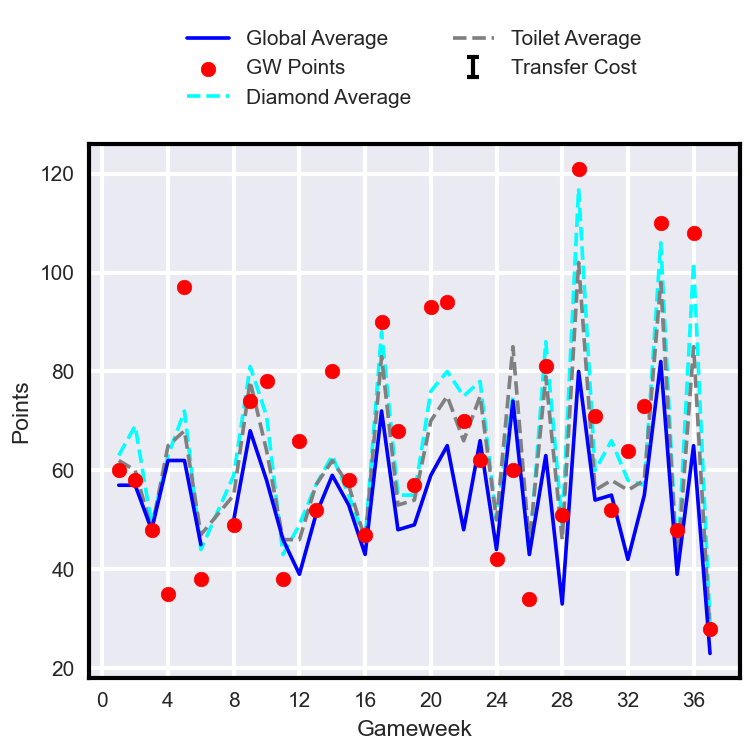 Global Average
GW Points
Diamond Average
Toilet Average
Transfer Cost
120
100
80
60
40
20
Points
0 4 8 12 16 20 24 28 32 36
Gameweek